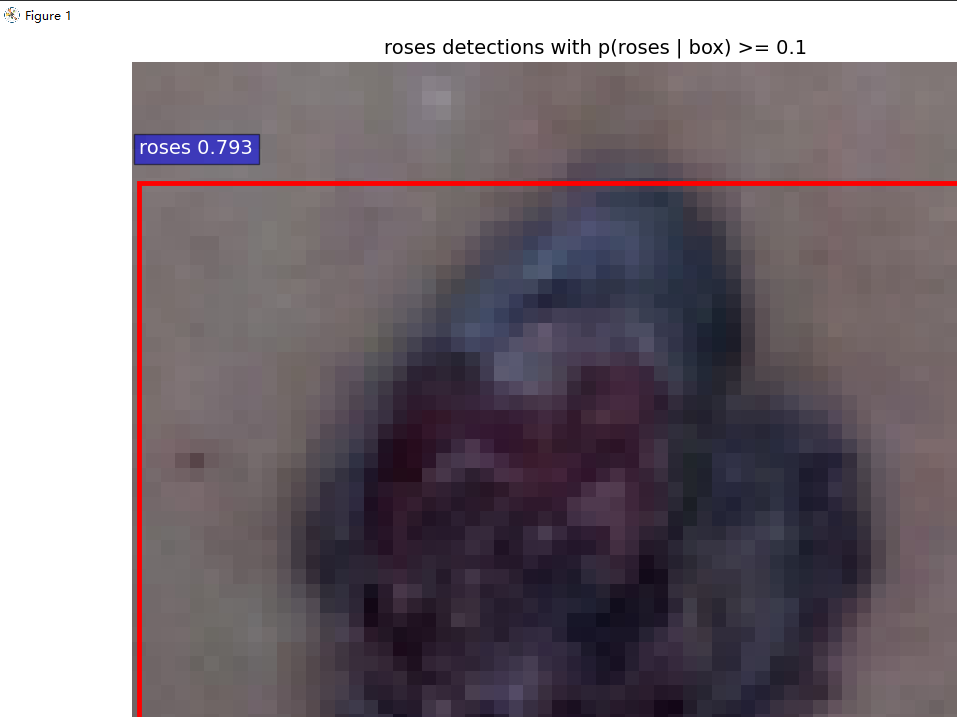 Figure 1
roses detections with p(roses | box) >= 0.1
roses 0.793